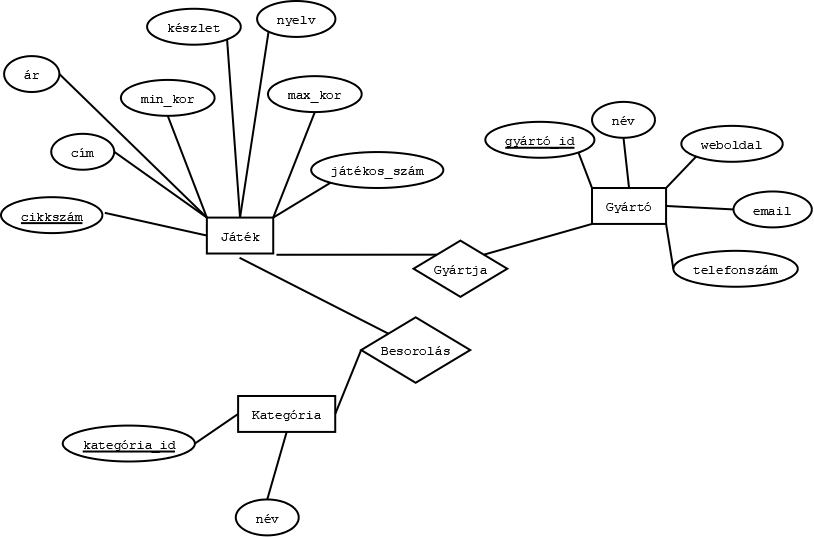 nyelv
készlet
ár
min_kor
max_kor
név
gyártó_id
weboldal
cím
játékos_szám
cikkszám
Játék
Gyártó
email
Gyártja
telefonszám
Besorolás
Kategória
kategória_id
név